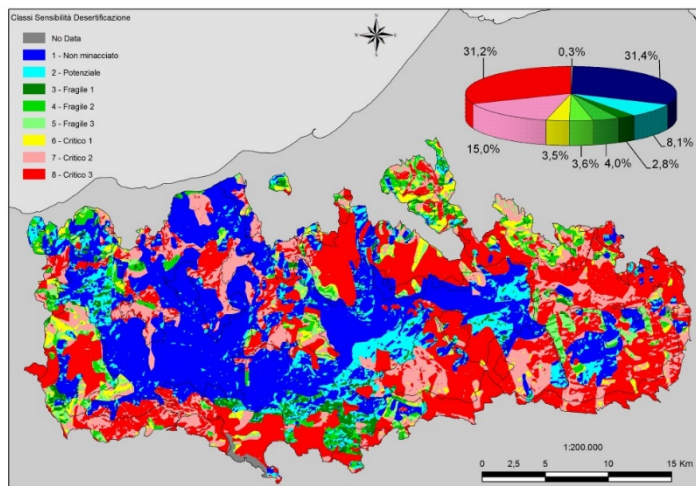 Classi Sensibilità Desertificazione
No Data
1 - Non minacciato
2 - Potenziale
3 - Fragile 1
4 - Fragile 2
5 - Fragile 3
6 - Critico 1
7 - Critico 2
8 - Critico 3
31,2%
0,3%
31,4%
15,0%
3,5%
3,6%
4,0%
2,8%
8,1%
1:200.000
0 2,5 5 10 15 Km